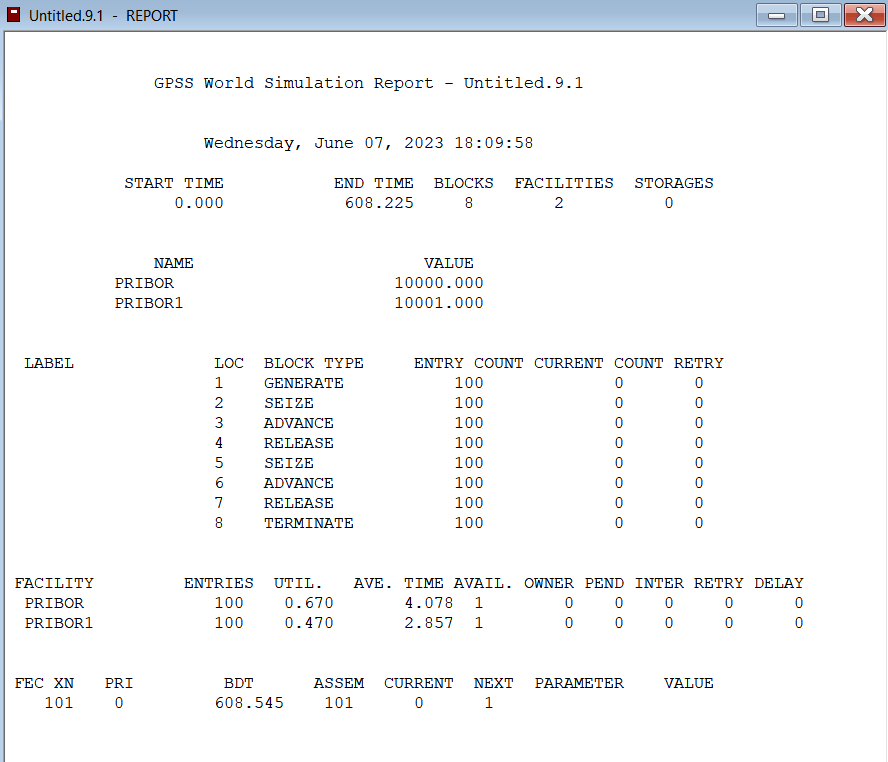 Untitled.9.1 - REPORT
GPSS World Simulation Report - Untitled.9.1
Wednesday, June 07, 2023 18:09:58
START TIME END TIME BLOCKS FACILITIES STORAGES
0.000 608.225 8 2 0
NAME VALUE
PRIBOR 10000.000
PRIBOR1 10001.000
LABEL LOC BLOCK TYPE ENTRY COUNT CURRENT COUNT RETRY
1 GENERATE 100 0 0
2 SEIZE 100 0 0
3 ADVANCE 100 0 0
4 RELEASE 100 0 0
5 SEIZE 100 0 0
6 ADVANCE 100 0 0
7 RELEASE 100 0 0
8 TERMINATE 100 0 0
FACILITY ENTRIES UTIL. AVE. TIME AVAIL. OWNER PEND INTER RETRY DELAY
PRIBOR 100 0.670 4.078 1 0 0 0 0 0
PRIBOR1 100 0.470 2.857 1 0 0 0 0 0
FEC XN PRI BDT ASSEM CURRENT NEXT PARAMETER VALUE
101 0 608.545 101 0 1